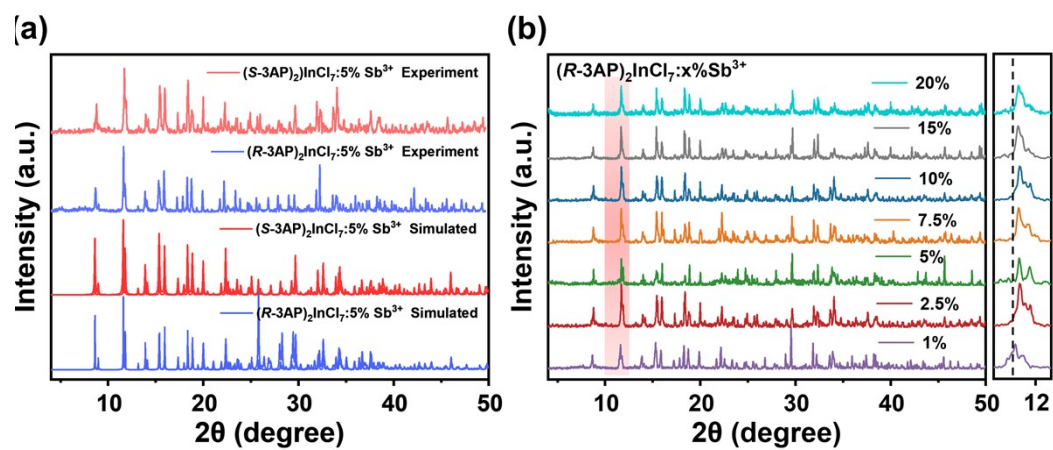 (a)
(S-3AP)₂)InCl₇:5% Sb³⁺ Experiment
(R-3AP)₂InCl₇:5% Sb³⁺ Experiment
(S-3AP)₂InCl₇:5% Sb³⁺ Simulated
(R-3AP)₂InCl₇:5% Sb³⁺ Simulated
Intensity (a.u.)
10 20 30 40 50
2θ (degree)
(b)
(R-3AP)₂InCl₇:x%Sb³⁺
20%
15%
10%
7.5%
5%
2.5%
1%
Intensity (a.u.)
10 20 30 40 50
2θ (degree)
12